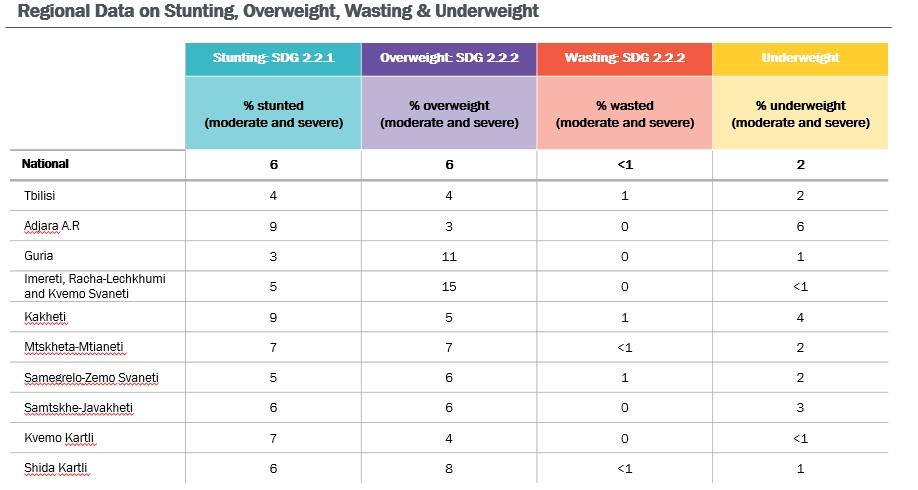 Regional Data on Stunting, Overweight, Wasting & Underweight
Stunting: SDG 2.2.1 Overweight: SDG 2.2.2 Wasting: SDG 2.2.2 Underweight
% stunted % overweight % wasted % underweight
(moderate and severe) (moderate and severe) (moderate and severe) (moderate and severe)
National 6 6 <1 2
Tbilisi 4 4 1 2
Adjara A.R 9 3 0 6
Guria 3 11 0 1
Imereti, Racha-Lechkhumi
and Kvemo Svaneti 5 15 0 <1
Kakheti 9 5 1 4
Mtskheta-Mtianeti 7 7 <1 2
Samegrelo-Zemo Svaneti 5 6 1 2
Samtskhe-Javakheti 6 6 0 3
Kvemo Kartli 7 4 0 <1
Shida Kartli 6 8 <1 1